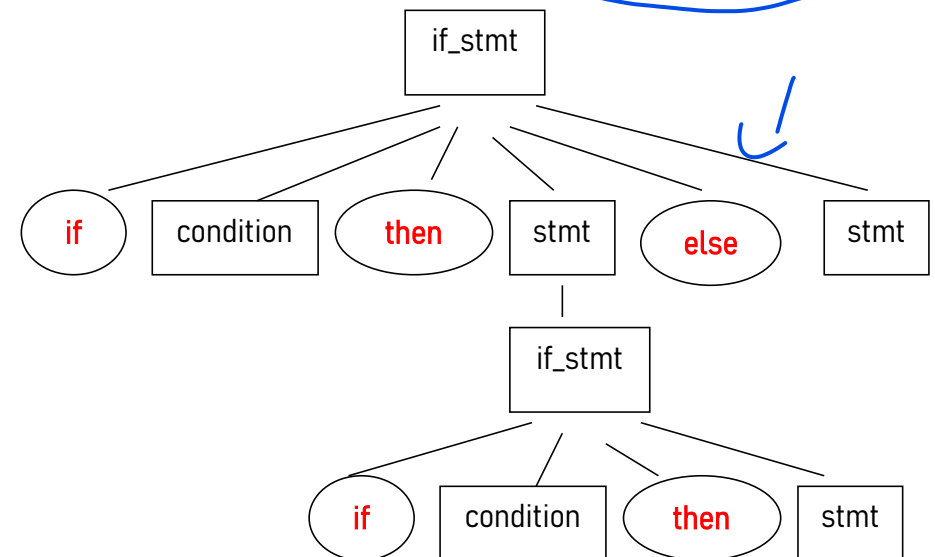 if_stmt
if condition then stmt else stmt
if_stmt
if condition then stmt